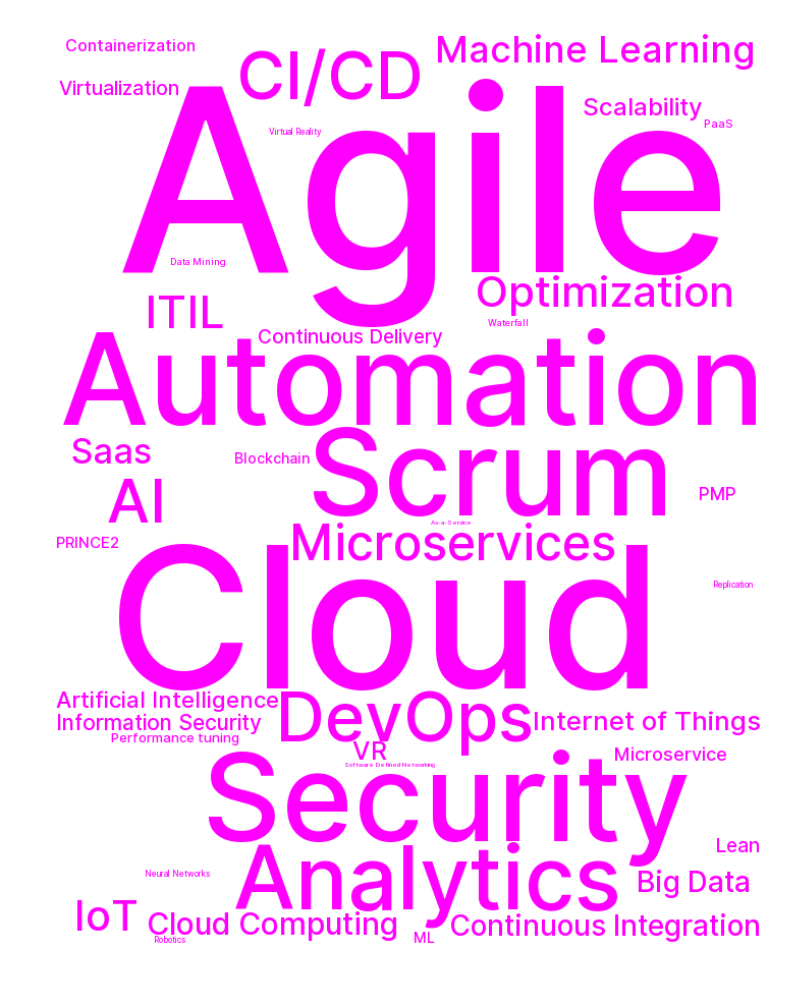 Containerization
CI/CD
Machine Learning
Virtualization
Agile
Scalability
PaaS
Virtual Reality
Data Mining
Optimization
ITIL
Waterfall
Continuous Delivery
Automation
Saas
Blockchain
Scrum
AI
PMP
As-a-Service
PRINCE2
Microservices
Cloud
Replication
Artificial Intelligence
DevOps
Information Security
Internet of Things
Performance tuning
VR
Microservice
Software Defined Networking
Security
Lean
Analytics
Neural Networks
Big Data
IoT
Cloud Computing
Continuous Integration
ML
Robotics